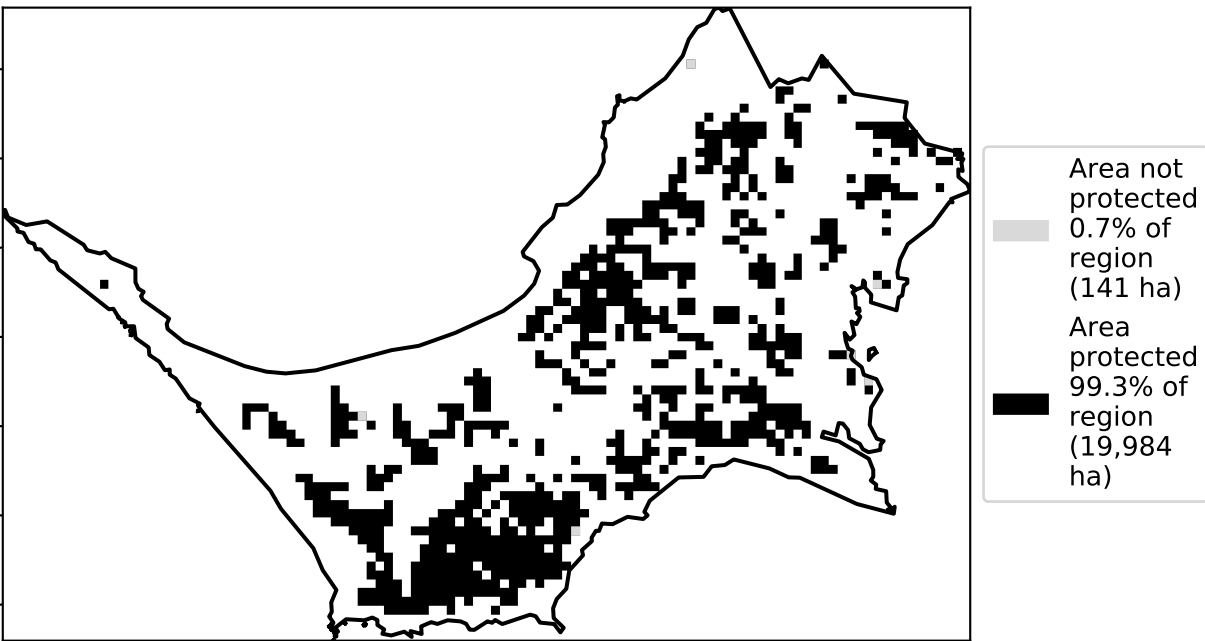 Area not
protected
0.7% of
region
(141 ha)
Area
protected
99.3% of
region
(19,984
ha)